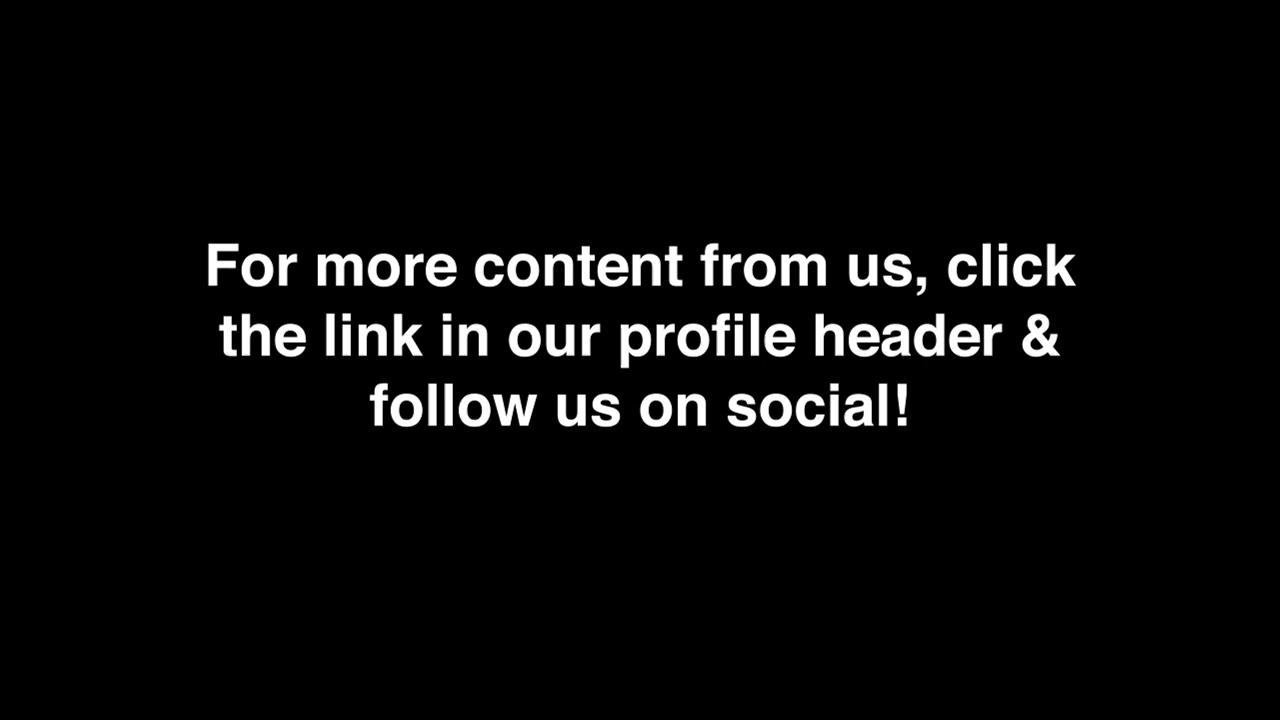 For more content from us, click
the link in our profile header &
follow us on social!